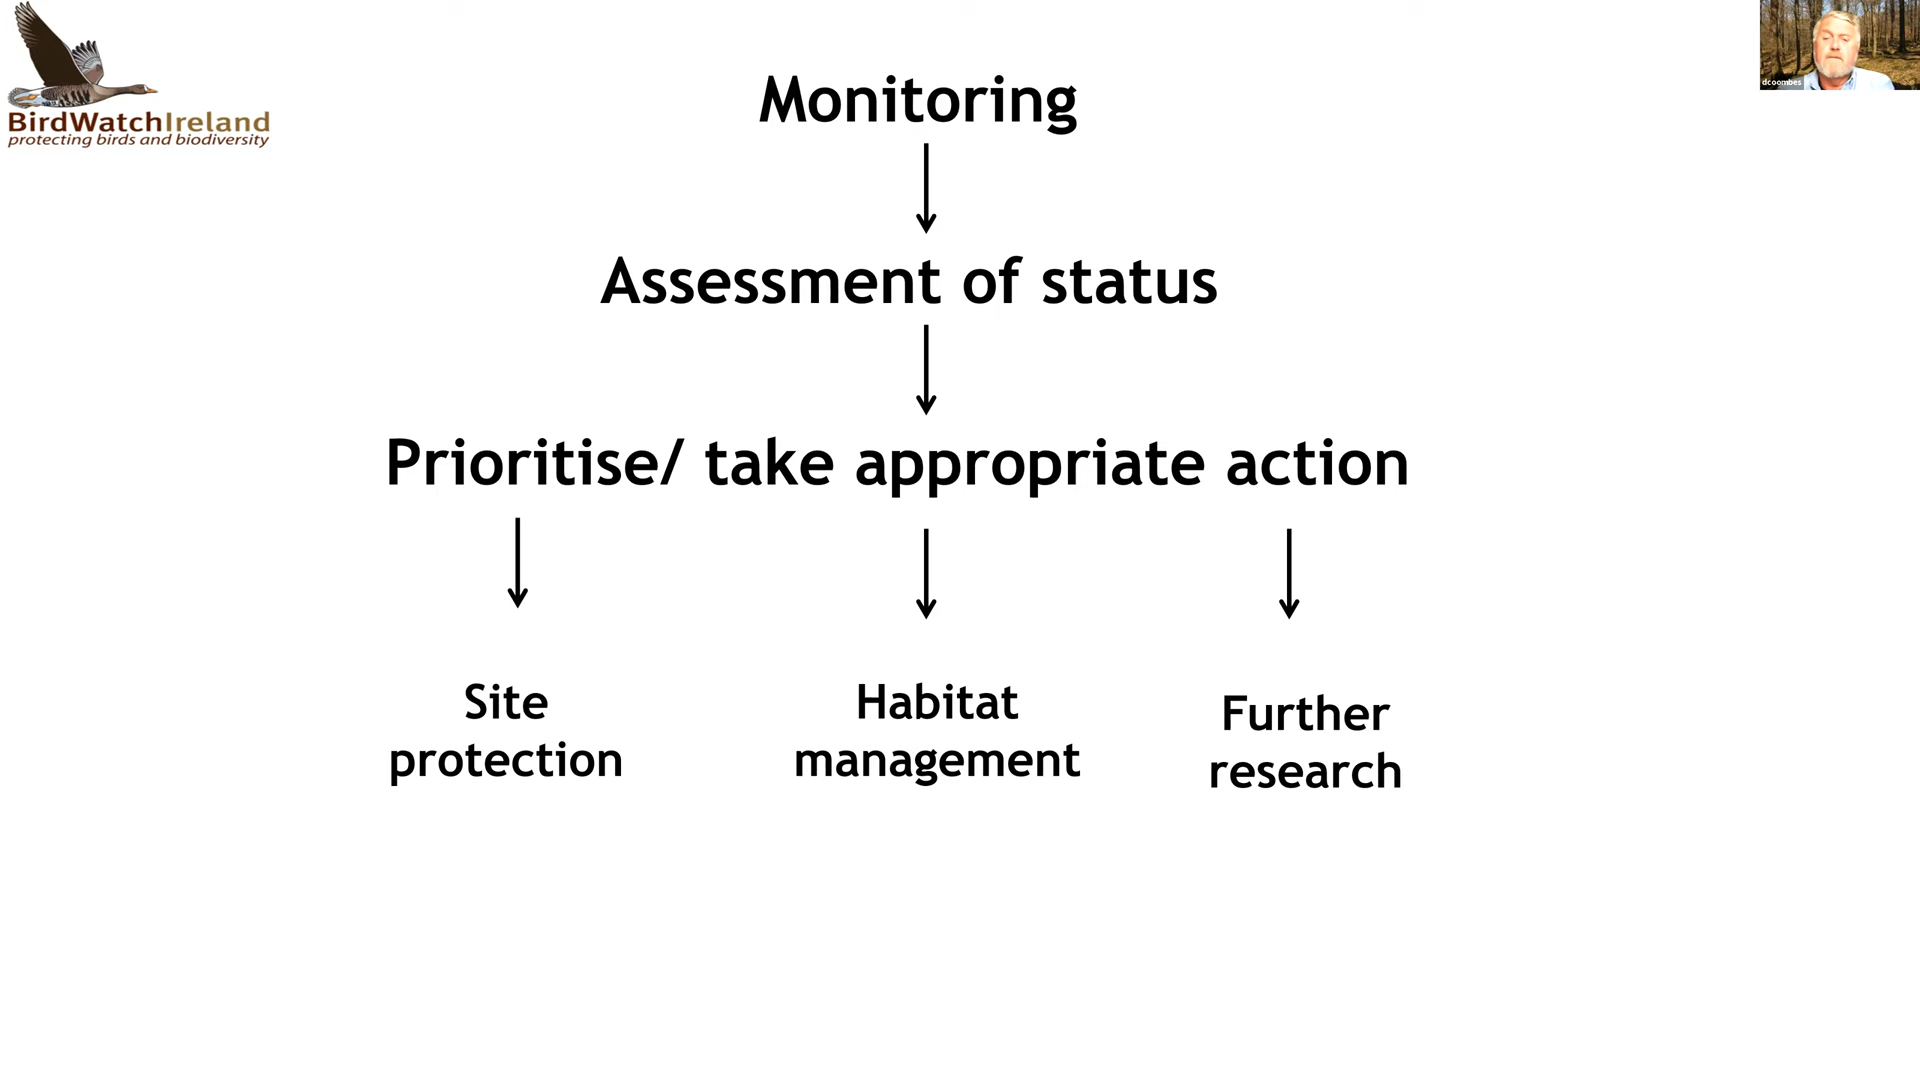 BirdWatchIreland
protecting birds and biodiversity
dcoombes
Monitoring
Assessment of status
Prioritise/ take appropriate action
Site
protection
Habitat
management
Further
research